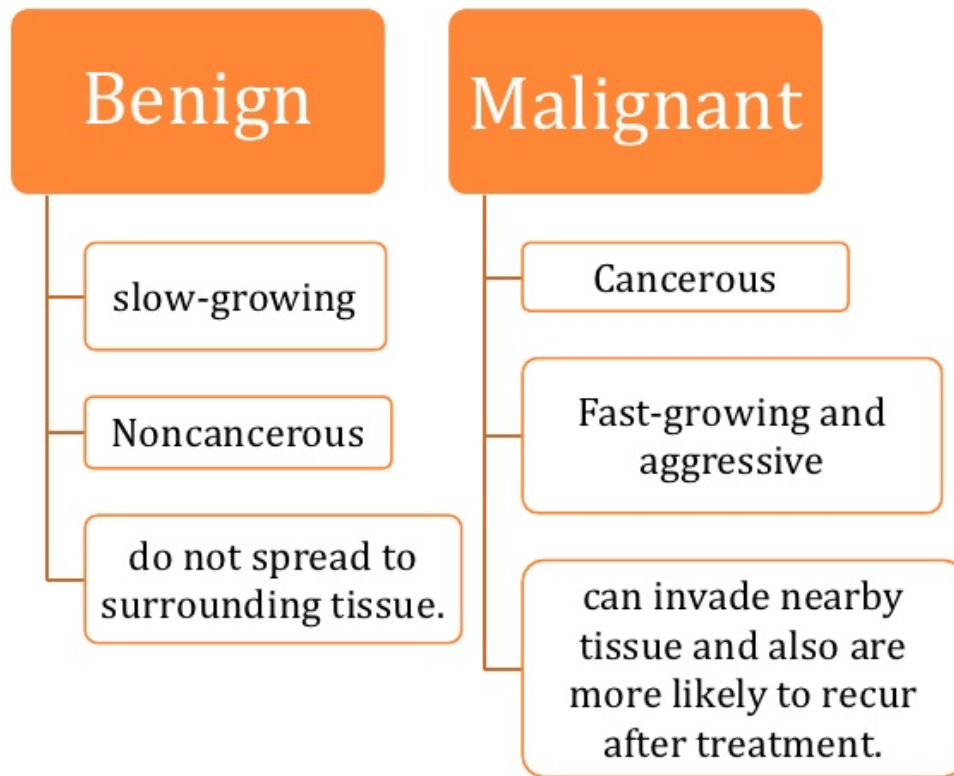 Benign
slow-growing
Noncancerous
do not spread to
surrounding tissue.
Malignant
Cancerous
Fast-growing and
aggressive
can invade nearby
tissue and also are
more likely to recur
after treatment.